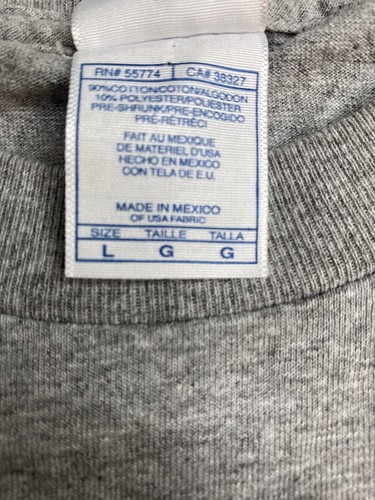 RN# 55774 CA# 38327
90%COTTON/COTON/ALGODON
10% POLYESTER/POLIESTER
PRE-SHRUNK/PRE-ENCOGIDO
PRÉ-RÉTRÉCI
FAIT AU MEXIQUE
DE MATERIEL D'USA
HECHO EN MEXICO
CON TELA DE E.U.
MADE IN MEXICO
OF USA FABRIC
SIZE TAILLE TALLA
L G G